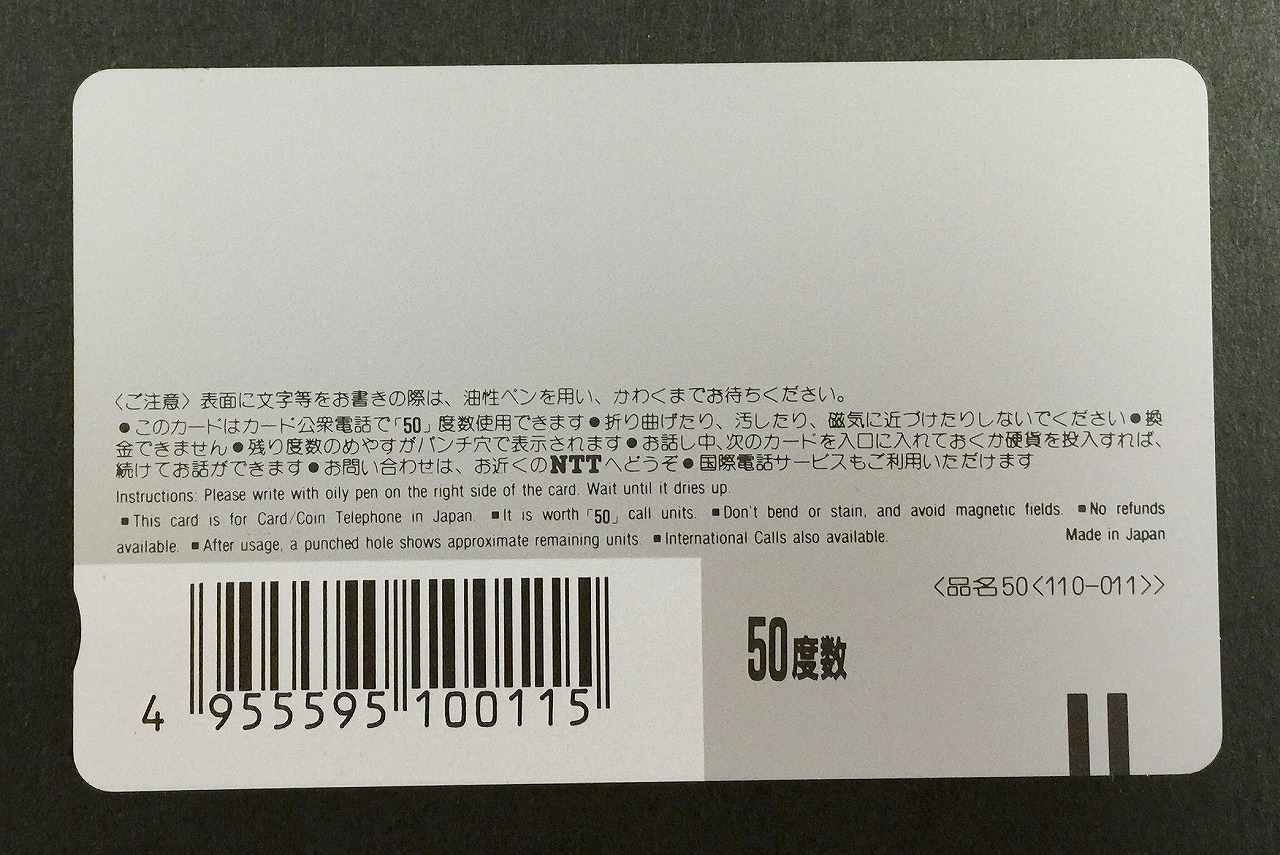 〈ご注意〉表面に文字等をお書きの際は、油性ペンを用い、かわくまでお待ちください。
●このカードはカード公衆電話で「50」度数使用できます●折り曲げたり、汚したり、磁気に近づけたりしないでください●換
金できません●残り度数のめやすがパンチ穴で表示されます●お話し中、次のカードを入口に入れておくか硬貨を投入すれば、
続けてお話ができます●お問い合わせは、お近くのNTTへどうぞ●国際電話サービスもご利用いただけます
Instructions: Please write with oily pen on the right side of the card. Wait until it dries up.
■This card is for Card/Coin Telephone in Japan. ■It is worth「50」call units. ■Don't bend or stain, and avoid magnetic fields. ■No refunds
available. ■After usage, a punched hole shows approximate remaining units. ■International Calls also available. Made in Japan
〈品名50〈110-011〉〉
50度数
4 955595 100115